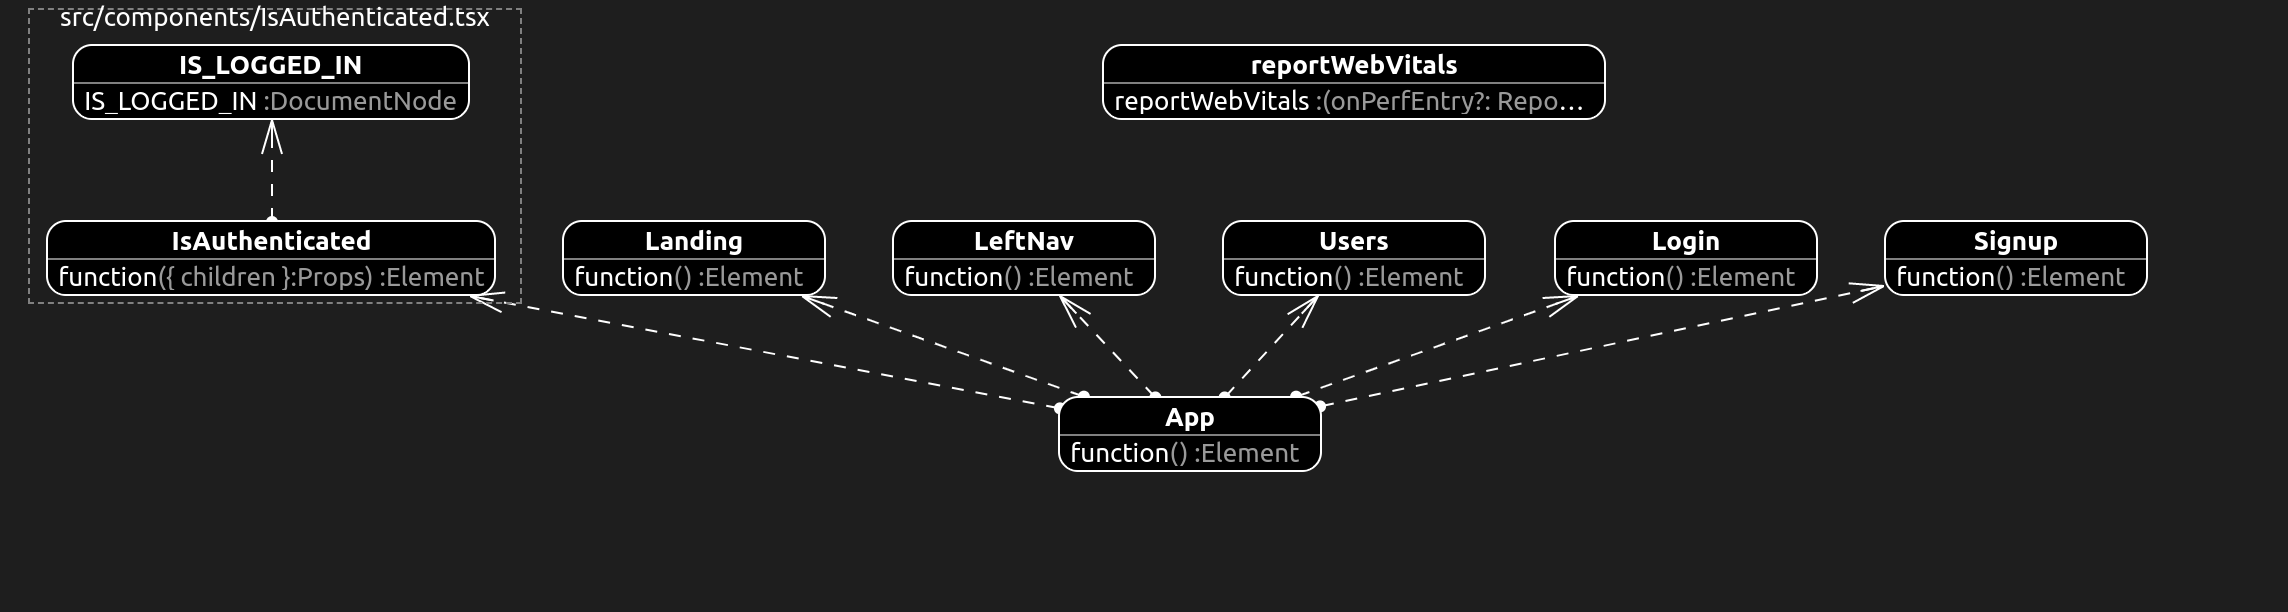 src/components/IsAuthenticated.tsx
IS_LOGGED_IN
IS_LOGGED_IN :DocumentNode
reportWebVitals
reportWebVitals :(onPerfEntry?: Repo...
IsAuthenticated
function({ children }:Props) :Element
Landing
function() :Element
LeftNav
function() :Element
Users
function() :Element
Login
function() :Element
Signup
function() :Element
App
function() :Element